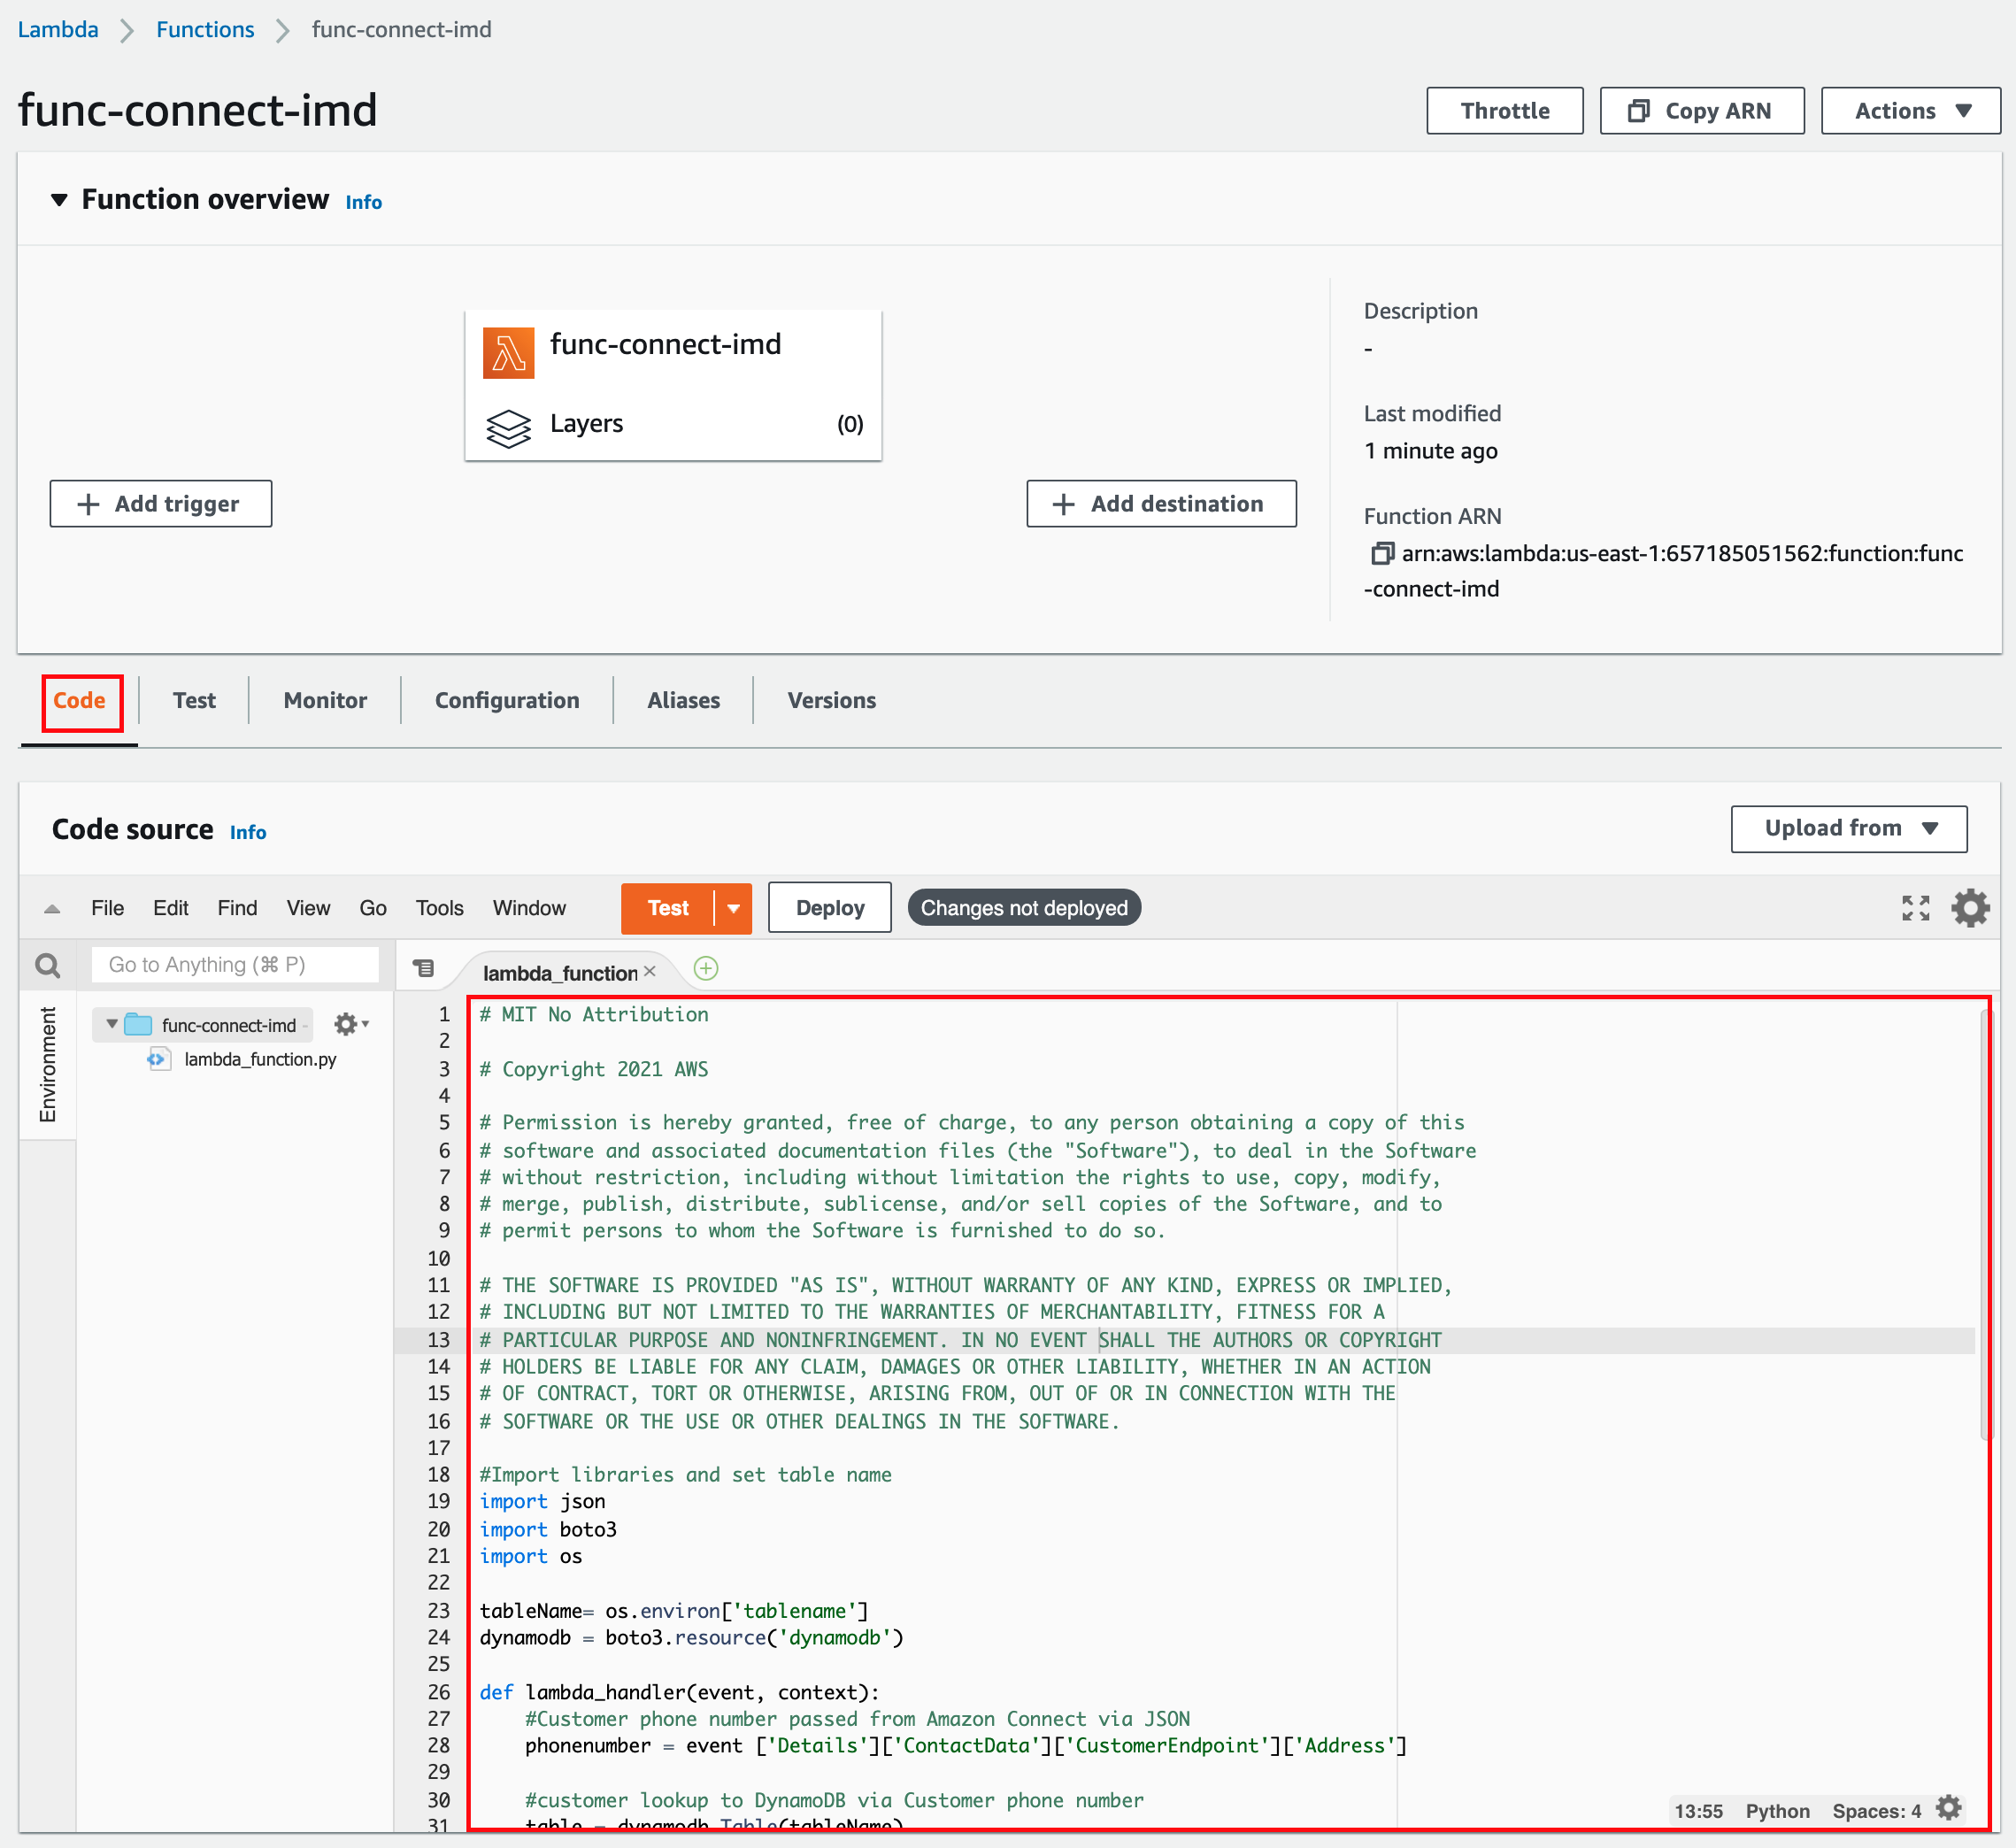 Lambda > Functions > func-connect-imd
func-connect-imd
Throttle
Copy ARN
Actions
Function overview Info
func-connect-imd
Layers (0)
Add trigger
Add destination
Description
-
Last modified
1 minute ago
Function ARN
arn:aws:lambda:us-east-1:657185051562:function:func
-connect-imd
Code Test Monitor Configuration Aliases Versions
Code source Info
Upload from
File Edit Find View Go Tools Window Test Deploy Changes not deployed
Go to Anything (⌘ P)
Environment
func-connect-imd -
lambda_function.py
lambda_function ×
1 # MIT No Attribution
2
3 # Copyright 2021 AWS
4
5 # Permission is hereby granted, free of charge, to any person obtaining a copy of this
6 # software and associated documentation files (the "Software"), to deal in the Software
7 # without restriction, including without limitation the rights to use, copy, modify,
8 # merge, publish, distribute, sublicense, and/or sell copies of the Software, and to
9 # permit persons to whom the Software is furnished to do so.
10
11 # THE SOFTWARE IS PROVIDED "AS IS", WITHOUT WARRANTY OF ANY KIND, EXPRESS OR IMPLIED,
12 # INCLUDING BUT NOT LIMITED TO THE WARRANTIES OF MERCHANTABILITY, FITNESS FOR A
13 # PARTICULAR PURPOSE AND NONINFRINGEMENT. IN NO EVENT SHALL THE AUTHORS OR COPYRIGHT
14 # HOLDERS BE LIABLE FOR ANY CLAIM, DAMAGES OR OTHER LIABILITY, WHETHER IN AN ACTION
15 # OF CONTRACT, TORT OR OTHERWISE, ARISING FROM, OUT OF OR IN CONNECTION WITH THE
16 # SOFTWARE OR THE USE OR OTHER DEALINGS IN THE SOFTWARE.
17
18 #Import libraries and set table name
19 import json
20 import boto3
21 import os
22
23 tableName= os.environ['tablename']
24 dynamodb = boto3.resource('dynamodb')
25
26 def lambda_handler(event, context):
27     #Customer phone number passed from Amazon Connect via JSON
28     phonenumber = event ['Details']['ContactData']['CustomerEndpoint']['Address']
29
30     #customer lookup to DynamoDB via Customer phone number
31     table = dynamodb.Table(tableName)
13:55 Python Spaces: 4